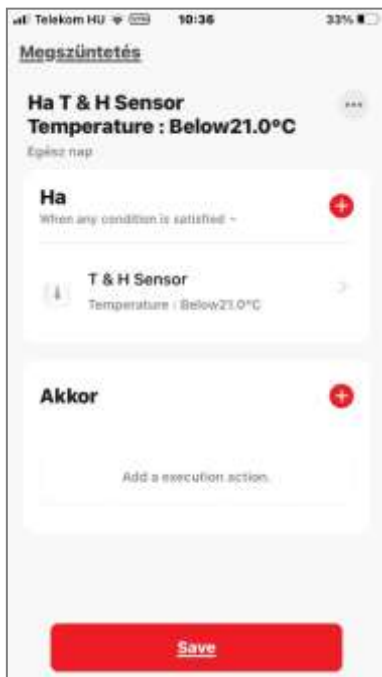 Telekom HU VPN 10:36 33%
Megszüntetés
Ha T & H Sensor
Temperature : Below21.0°C
Egész nap
Ha
When any condition is satisfied
T & H Sensor
Temperature : Below21.0°C
Akkor
Add a execution action.
Save